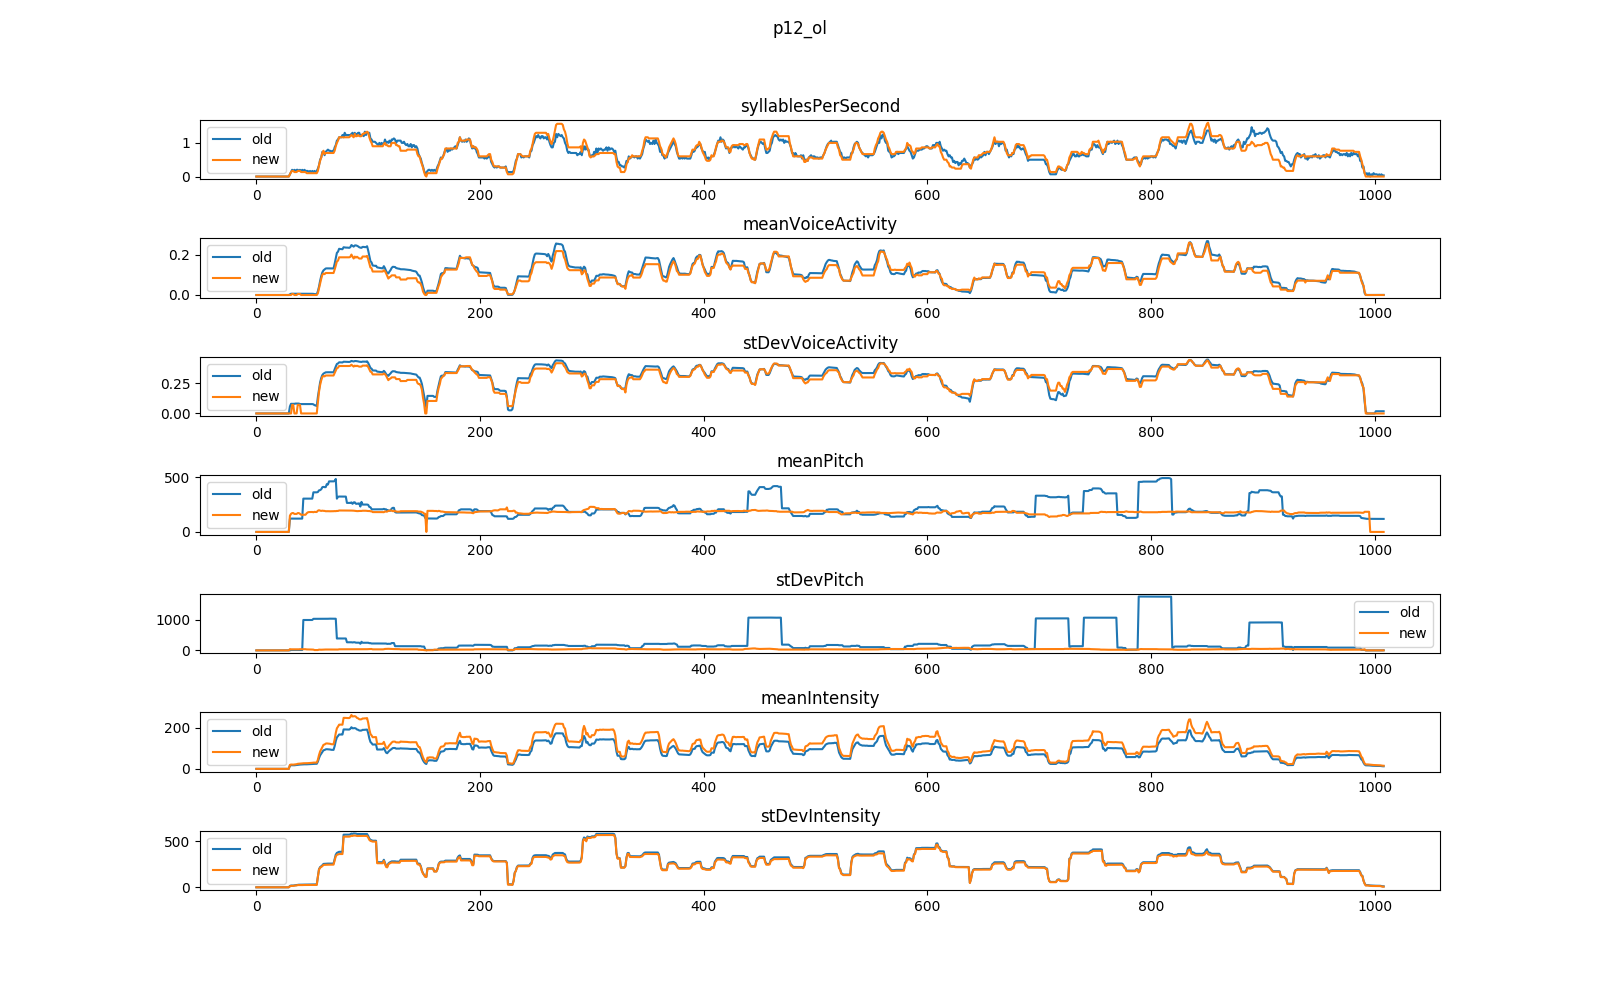 p12_ol
syllablesPerSecond
old
new
1
0
0 200 400 600 800 1000
meanVoiceActivity
old
new
0.2
0.0
0 200 400 600 800 1000
stDevVoiceActivity
old
new
0.25
0.00
0 200 400 600 800 1000
meanPitch
old
new
500
0
0 200 400 600 800 1000
stDevPitch
old
new
1000
0
0 200 400 600 800 1000
meanIntensity
old
new
200
0
0 200 400 600 800 1000
stDevIntensity
old
new
500
0
0 200 400 600 800 1000